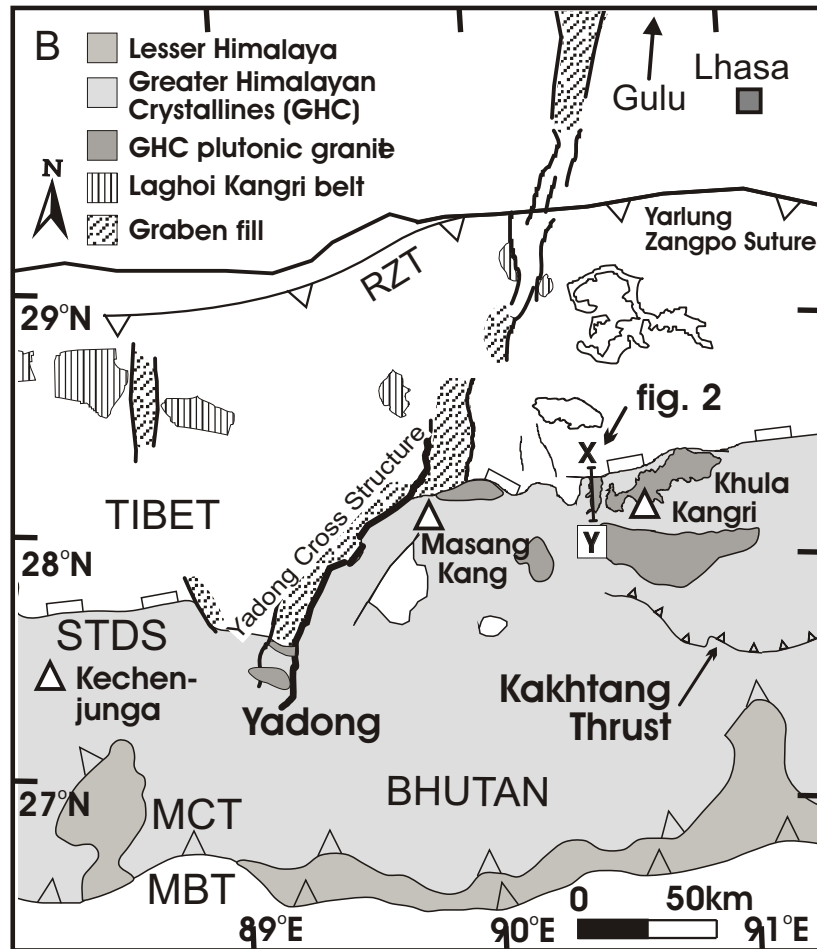 B
Lesser Himalaya
Greater Himalayan
Crystallines (GHC)
GHC plutonic granite
N
Laghoi Kangri belt
Graben fill
Gulu
Lhasa
Yarlung
Zangpo Suture
RZT
29°N
fig. 2
X
Yadong Cross Structure
TIBET
Khula
Kangri
Masang
Kang
Y
28°N
STDS
Kechen-
junga
Yadong
Kakhtang
Thrust
27°N
MCT
BHUTAN
MBT
0 50km
89°E
90°E
91°E